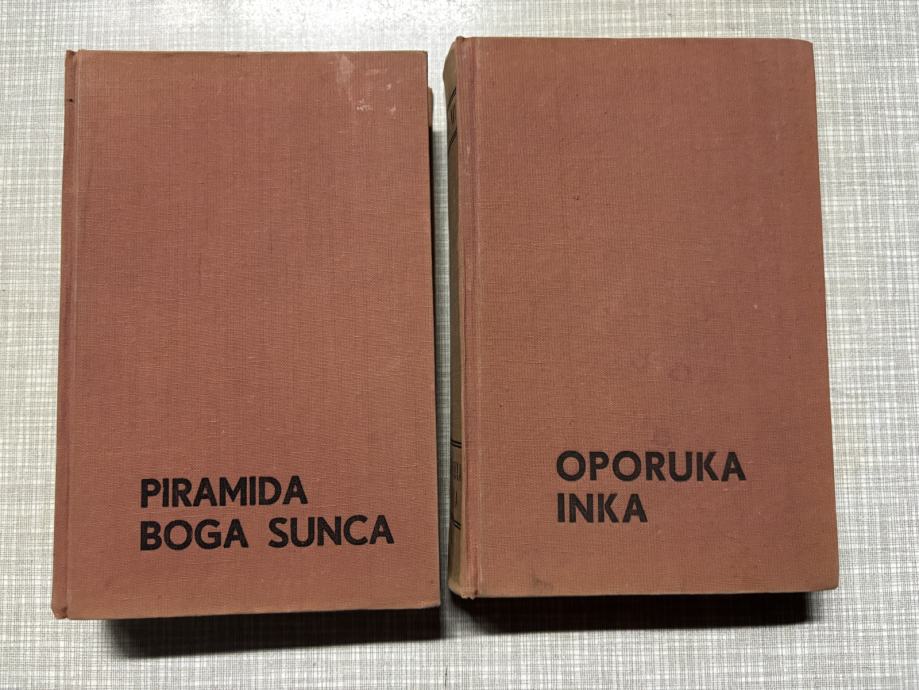 PIRAMIDA
BOGA SUNCA
OPORUKA
INKA